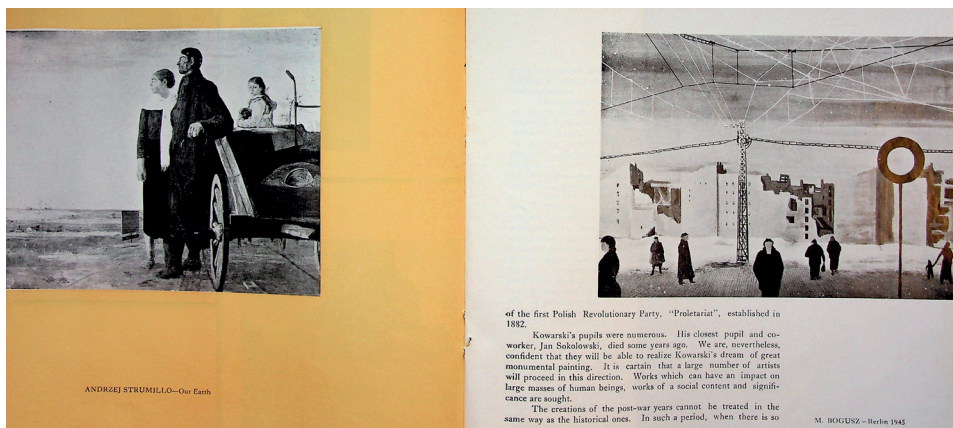 ANDRZEJ STRUMILLO—Our Earth
of the first Polish Revolutionary Party, "Proletariat", established in
1882.
Kowarski's pupils were numerous. His closest pupil and co-
worker, Jan Sokolowski, died some years ago. We are, nevertheless,
confident that they will be able to realize Kowarski's dream of great
monumental painting. It is cartain that a large number of artists
will proceed in this direction. Works which can have an impact on
large masses of human beings, works of a social content and signifi-
cance are sought.
The creations of the post-war years cannot be treated in the
same way as the historical ones. In such a period, when there is so
M. BOGUSZ—Berlin 1945